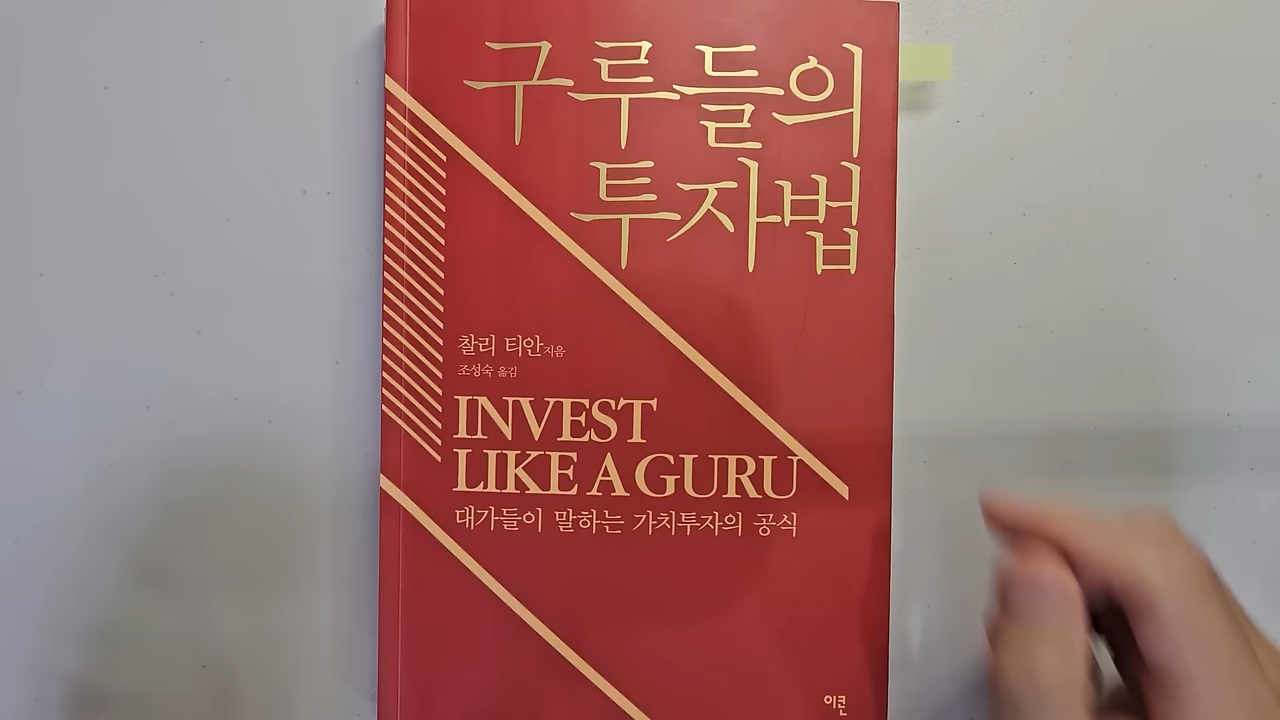 구루들의
투자법
찰리 티안 지음
조성숙 옮김
INVEST
LIKE A GURU
대가들이 말하는 가치투자의 공식
이콘